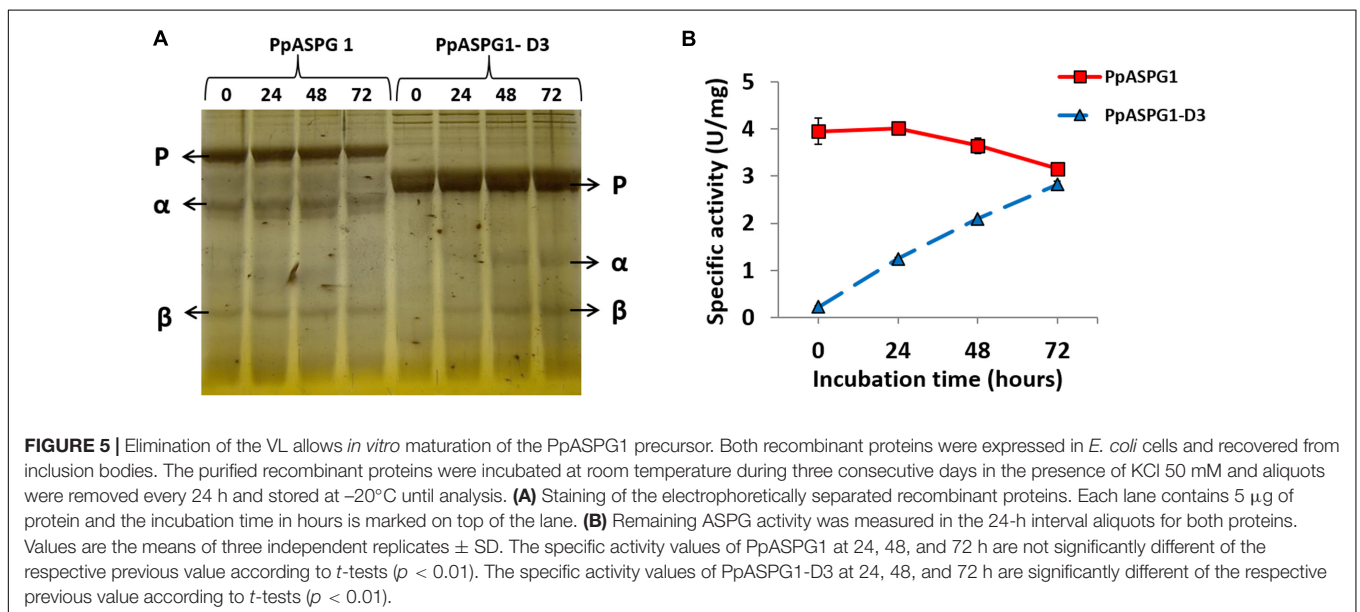 A
PpASPG 1 PpASPG1- D3
0 24 48 72 0 24 48 72
P
α
β
P
α
β
B
PpASPG1
PpASPG1-D3
Specific activity (U/mg)
5
4
3
2
1
0
0 24 48 72
Incubation time (hours)
FIGURE 5 | Elimination of the VL allows in vitro maturation of the PpASPG1 precursor. Both recombinant proteins were expressed in E. coli cells and recovered from
inclusion bodies. The purified recombinant proteins were incubated at room temperature during three consecutive days in the presence of KCl 50 mM and aliquots
were removed every 24 h and stored at –20°C until analysis. (A) Staining of the electrophoretically separated recombinant proteins. Each lane contains 5 μg of
protein and the incubation time in hours is marked on top of the lane. (B) Remaining ASPG activity was measured in the 24-h interval aliquots for both proteins.
Values are the means of three independent replicates ± SD. The specific activity values of PpASPG1 at 24, 48, and 72 h are not significantly different of the
respective previous value according to t-tests (p < 0.01). The specific activity values of PpASPG1-D3 at 24, 48, and 72 h are significantly different of the respective
previous value according to t-tests (p < 0.01).